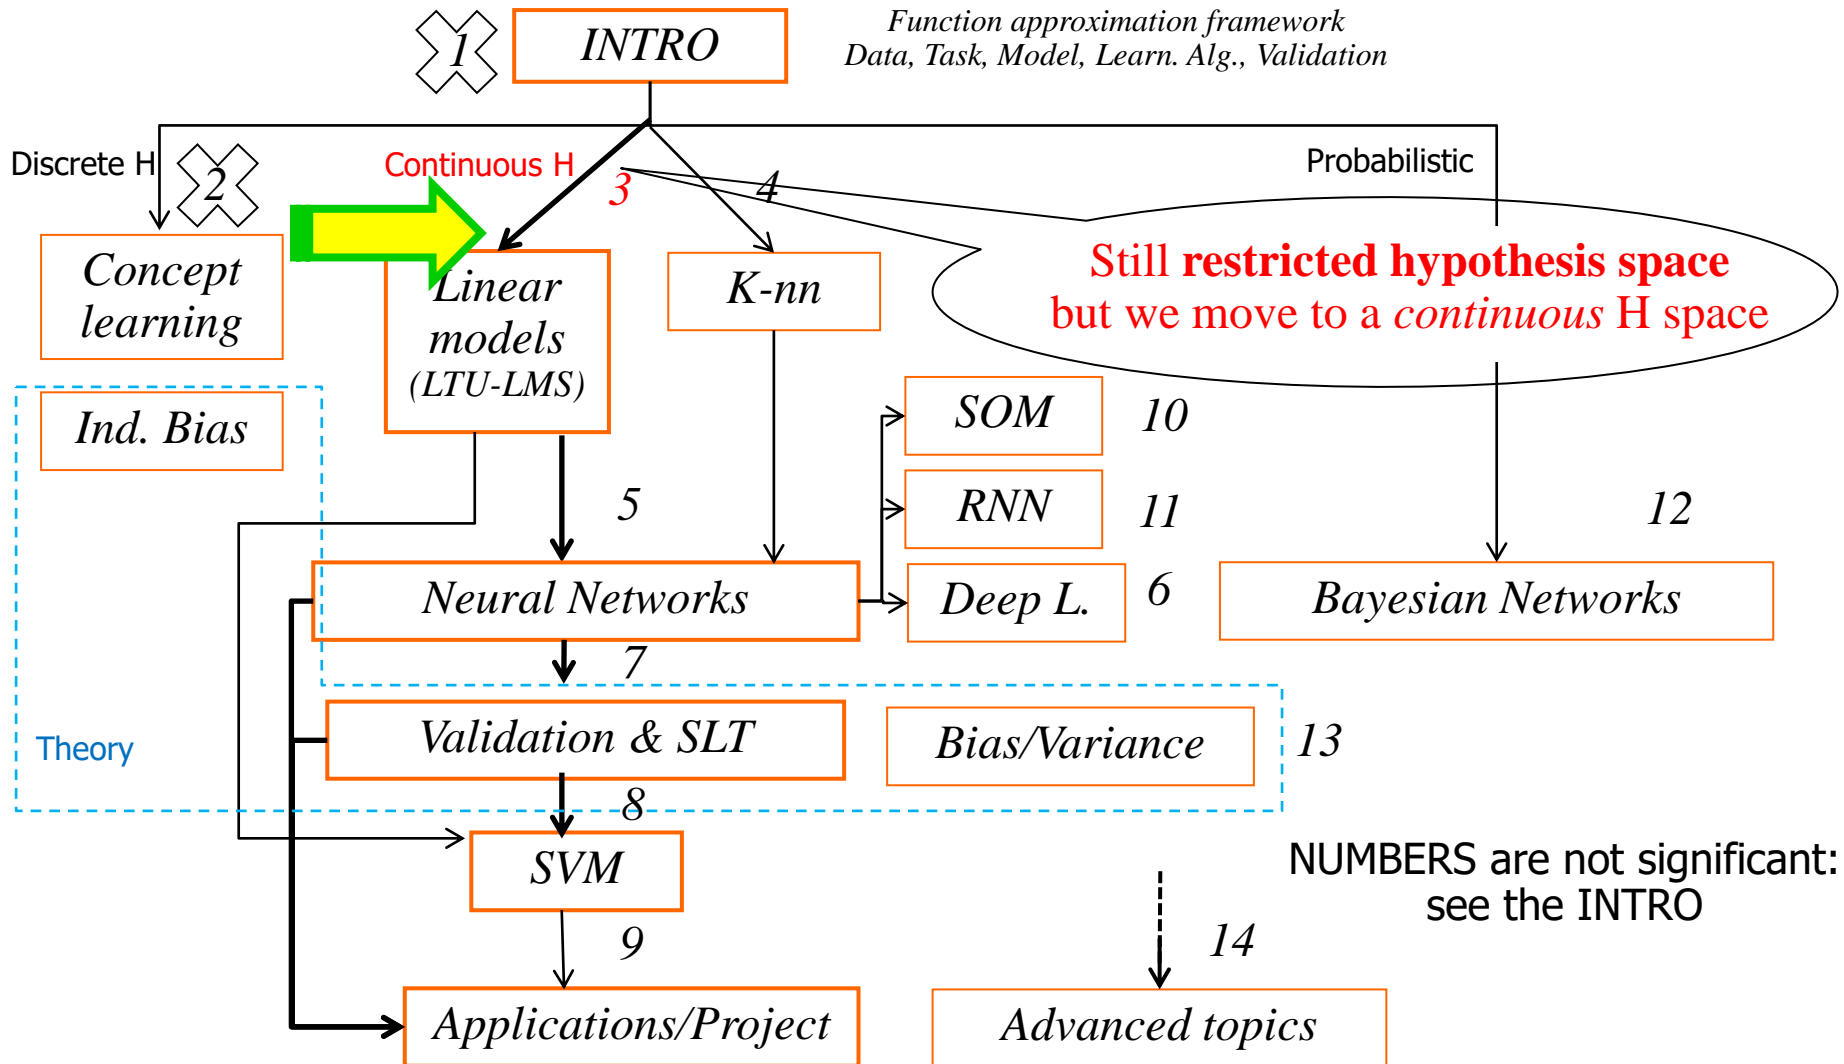 1
INTRO
Function approximation framework
Data, Task, Model, Learn. Alg., Validation
Discrete H
2
Continuous H
3
4
Probabilistic
Concept
learning
Linear
models
(LTU-LMS)
K-nn
Still restricted hypothesis space
but we move to a continuous H space
Ind. Bias
SOM
10
5
RNN
11
12
Neural Networks
Deep L.
6
Bayesian Networks
7
Theory
Validation & SLT
Bias/Variance
13
8
SVM
NUMBERS are not significant:
see the INTRO
9
14
Applications/Project
Advanced topics